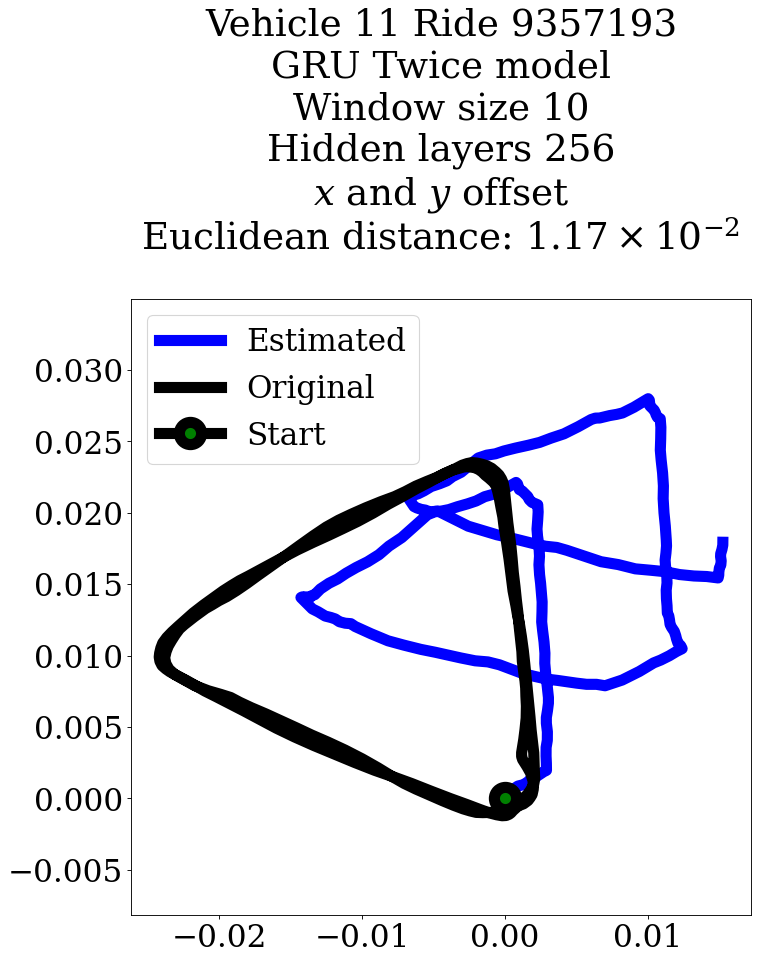 Vehicle 11 Ride 9357193
GRU Twice model
Window size 10
Hidden layers 256
x and y offset
Euclidean distance: 1.17 × 10⁻²
Estimated
Original
Start
0.030
0.025
0.020
0.015
0.010
0.005
0.000
−0.005
−0.02 −0.01 0.00 0.01